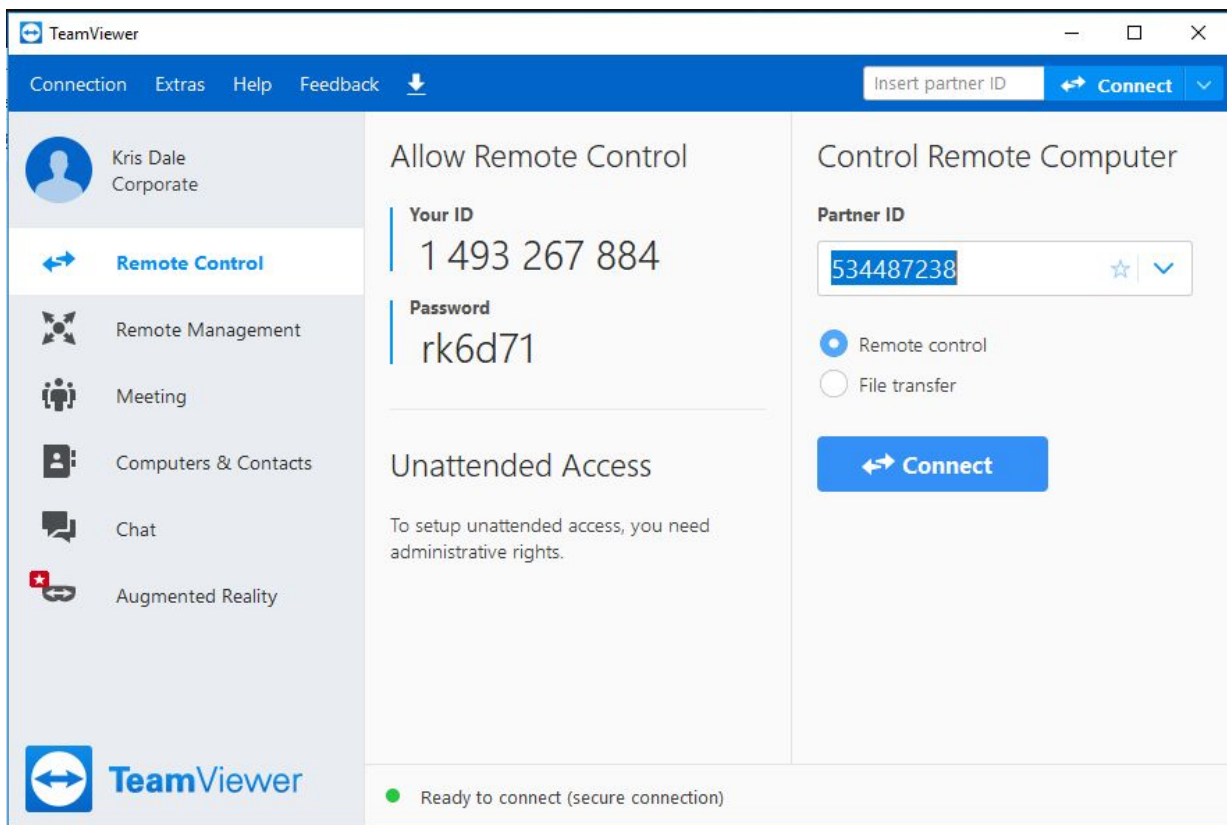 TeamViewer
Connection Extras Help Feedback
Insert partner ID Connect
Kris Dale
Corporate
Remote Control
Remote Management
Meeting
Computers & Contacts
Chat
Augmented Reality
TeamViewer
Allow Remote Control
Your ID
1 493 267 884
Password
rk6d71
Unattended Access
To setup unattended access, you need
administrative rights.
Control Remote Computer
Partner ID
534487238
Remote control
File transfer
Connect
Ready to connect (secure connection)